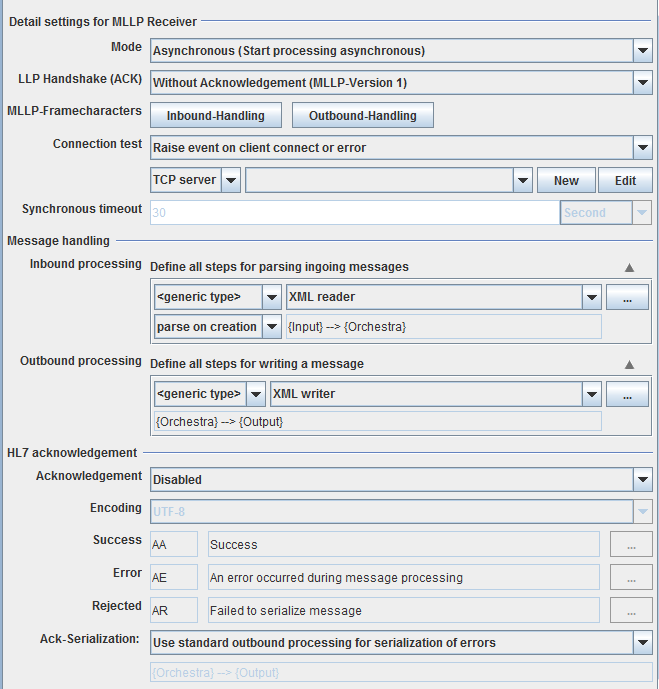 Detail settings for MLLP Receiver
Mode Asynchronous (Start processing asynchronous)
LLP Handshake (ACK) Without Acknowledgement (MLLP-Version 1)
MLLP-Framecharacters Inbound-Handling Outbound-Handling
Connection test Raise event on client connect or error
TCP server New Edit
Synchronous timeout 30 Second
Message handling
Inbound processing Define all steps for parsing ingoing messages
<generic type> XML reader ...
parse on creation {Input} --> {Orchestra}
Outbound processing Define all steps for writing a message
<generic type> XML writer ...
{Orchestra} --> {Output}
HL7 acknowledgement
Acknowledgement Disabled
Encoding UTF-8
Success AA Success ...
Error AE An error occurred during message processing ...
Rejected AR Failed to serialize message ...
Ack-Serialization: Use standard outbound processing for serialization of errors
{Orchestra} --> {Output}